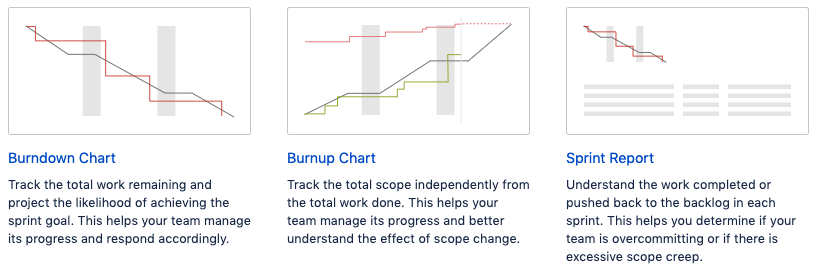 Burndown Chart
Track the total work remaining and
project the likelihood of achieving the
sprint goal. This helps your team manage
its progress and respond accordingly.
Burnup Chart
Track the total scope independently from
the total work done. This helps your
team manage its progress and better
understand the effect of scope change.
Sprint Report
Understand the work completed or
pushed back to the backlog in each
sprint. This helps you determine if your
team is overcommitting or if there is
excessive scope creep.